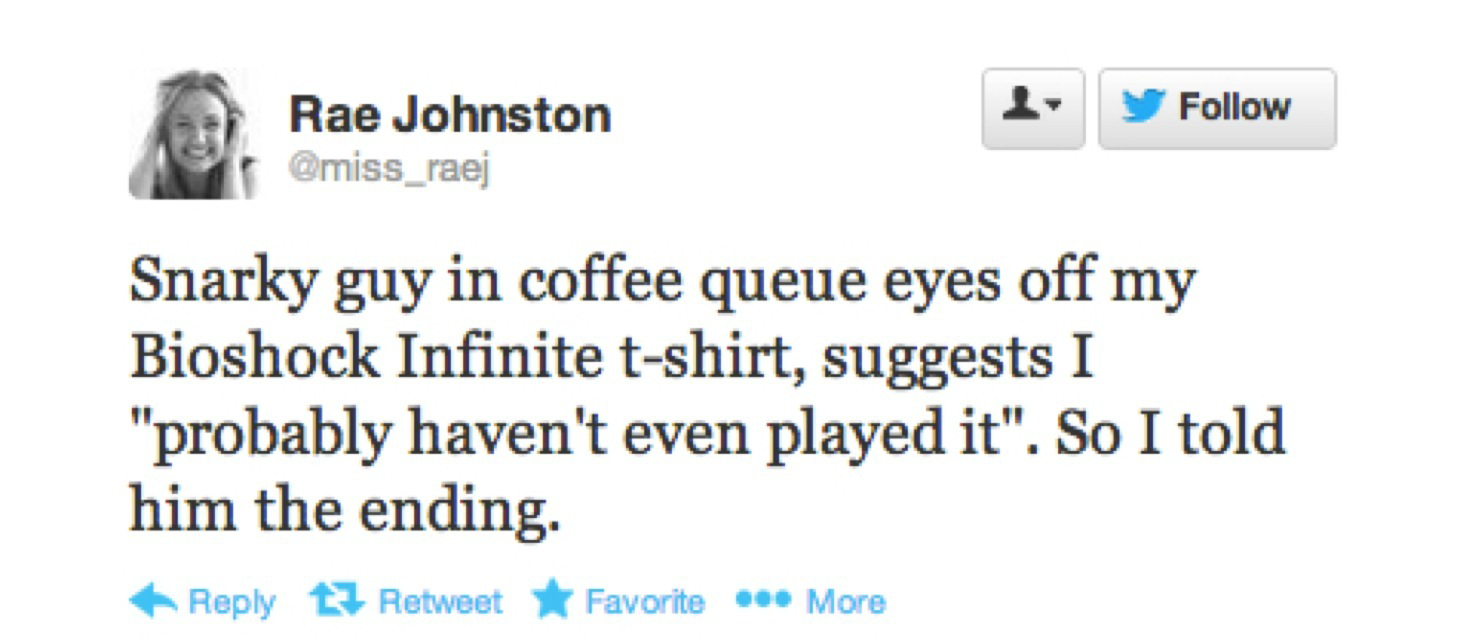 Rae Johnston
@miss_raej
Follow
Snarky guy in coffee queue eyes off my
Bioshock Infinite t-shirt, suggests I
"probably haven't even played it". So I told
him the ending.
Reply Retweet Favorite More